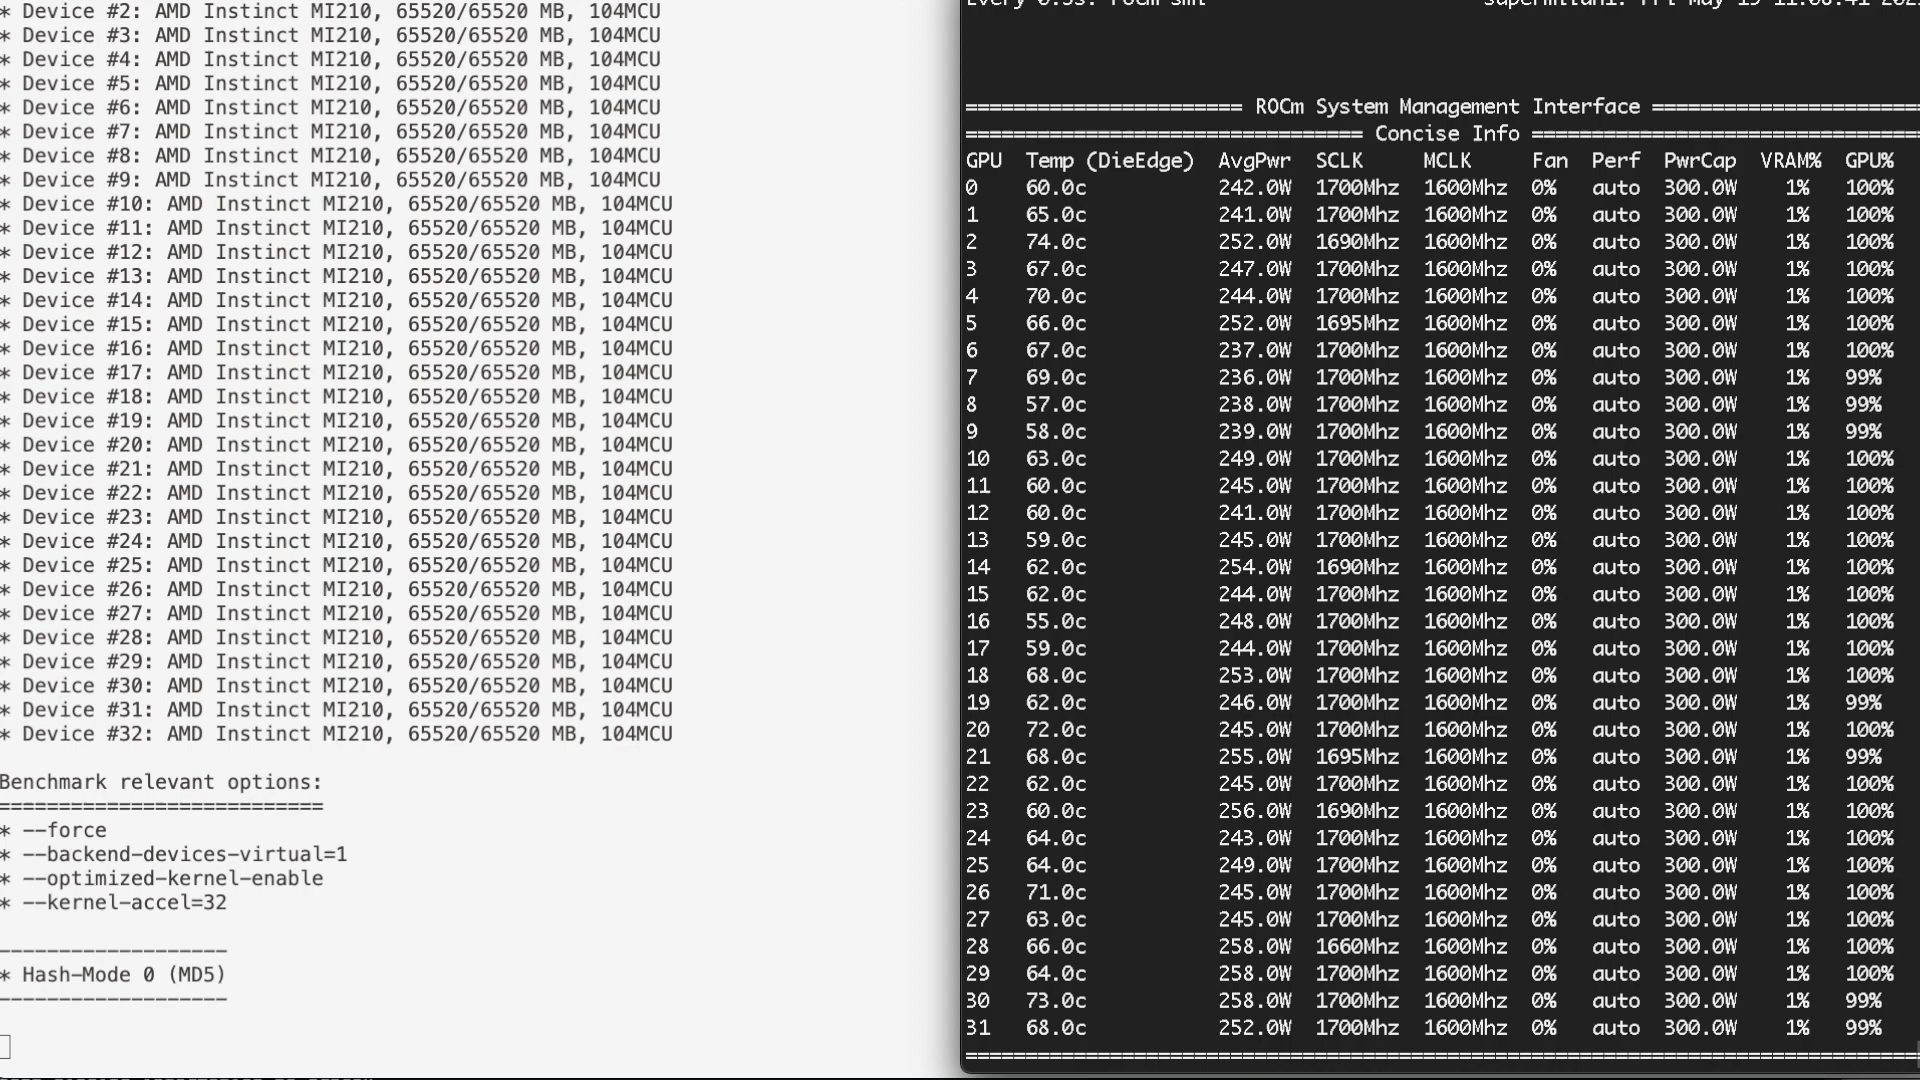 * Device #2: AMD Instinct MI210, 65520/65520 MB, 104MCU
* Device #3: AMD Instinct MI210, 65520/65520 MB, 104MCU
* Device #4: AMD Instinct MI210, 65520/65520 MB, 104MCU
* Device #5: AMD Instinct MI210, 65520/65520 MB, 104MCU
* Device #6: AMD Instinct MI210, 65520/65520 MB, 104MCU
* Device #7: AMD Instinct MI210, 65520/65520 MB, 104MCU
* Device #8: AMD Instinct MI210, 65520/65520 MB, 104MCU
* Device #9: AMD Instinct MI210, 65520/65520 MB, 104MCU
* Device #10: AMD Instinct MI210, 65520/65520 MB, 104MCU
* Device #11: AMD Instinct MI210, 65520/65520 MB, 104MCU
* Device #12: AMD Instinct MI210, 65520/65520 MB, 104MCU
* Device #13: AMD Instinct MI210, 65520/65520 MB, 104MCU
* Device #14: AMD Instinct MI210, 65520/65520 MB, 104MCU
* Device #15: AMD Instinct MI210, 65520/65520 MB, 104MCU
* Device #16: AMD Instinct MI210, 65520/65520 MB, 104MCU
* Device #17: AMD Instinct MI210, 65520/65520 MB, 104MCU
* Device #18: AMD Instinct MI210, 65520/65520 MB, 104MCU
* Device #19: AMD Instinct MI210, 65520/65520 MB, 104MCU
* Device #20: AMD Instinct MI210, 65520/65520 MB, 104MCU
* Device #21: AMD Instinct MI210, 65520/65520 MB, 104MCU
* Device #22: AMD Instinct MI210, 65520/65520 MB, 104MCU
* Device #23: AMD Instinct MI210, 65520/65520 MB, 104MCU
* Device #24: AMD Instinct MI210, 65520/65520 MB, 104MCU
* Device #25: AMD Instinct MI210, 65520/65520 MB, 104MCU
* Device #26: AMD Instinct MI210, 65520/65520 MB, 104MCU
* Device #27: AMD Instinct MI210, 65520/65520 MB, 104MCU
* Device #28: AMD Instinct MI210, 65520/65520 MB, 104MCU
* Device #29: AMD Instinct MI210, 65520/65520 MB, 104MCU
* Device #30: AMD Instinct MI210, 65520/65520 MB, 104MCU
* Device #31: AMD Instinct MI210, 65520/65520 MB, 104MCU
* Device #32: AMD Instinct MI210, 65520/65520 MB, 104MCU
Benchmark relevant options:
===========================
* --force
* --backend-devices-virtual=1
* --optimized-kernel-enable
* --kernel-accel=32
-------------------
* Hash-Mode 0 (MD5)
-------------------
======================= ROCm System Management Interface =======================
================================= Concise Info =================================
GPU Temp (DieEdge) AvgPwr SCLK MCLK Fan Perf PwrCap VRAM% GPU%
0 60.0c 242.0W 1700Mhz 1600Mhz 0% auto 300.0W 1% 100%
1 65.0c 241.0W 1700Mhz 1600Mhz 0% auto 300.0W 1% 100%
2 74.0c 252.0W 1690Mhz 1600Mhz 0% auto 300.0W 1% 100%
3 67.0c 247.0W 1700Mhz 1600Mhz 0% auto 300.0W 1% 100%
4 70.0c 244.0W 1700Mhz 1600Mhz 0% auto 300.0W 1% 100%
5 66.0c 252.0W 1695Mhz 1600Mhz 0% auto 300.0W 1% 100%
6 67.0c 237.0W 1700Mhz 1600Mhz 0% auto 300.0W 1% 100%
7 69.0c 236.0W 1700Mhz 1600Mhz 0% auto 300.0W 1% 99%
8 57.0c 238.0W 1700Mhz 1600Mhz 0% auto 300.0W 1% 99%
9 58.0c 239.0W 1700Mhz 1600Mhz 0% auto 300.0W 1% 99%
10 63.0c 249.0W 1700Mhz 1600Mhz 0% auto 300.0W 1% 100%
11 60.0c 245.0W 1700Mhz 1600Mhz 0% auto 300.0W 1% 100%
12 60.0c 241.0W 1700Mhz 1600Mhz 0% auto 300.0W 1% 100%
13 59.0c 245.0W 1700Mhz 1600Mhz 0% auto 300.0W 1% 100%
14 62.0c 254.0W 1690Mhz 1600Mhz 0% auto 300.0W 1% 100%
15 62.0c 244.0W 1700Mhz 1600Mhz 0% auto 300.0W 1% 100%
16 55.0c 248.0W 1700Mhz 1600Mhz 0% auto 300.0W 1% 100%
17 59.0c 244.0W 1700Mhz 1600Mhz 0% auto 300.0W 1% 100%
18 68.0c 253.0W 1700Mhz 1600Mhz 0% auto 300.0W 1% 100%
19 62.0c 246.0W 1700Mhz 1600Mhz 0% auto 300.0W 1% 99%
20 72.0c 245.0W 1700Mhz 1600Mhz 0% auto 300.0W 1% 100%
21 68.0c 255.0W 1695Mhz 1600Mhz 0% auto 300.0W 1% 99%
22 62.0c 245.0W 1700Mhz 1600Mhz 0% auto 300.0W 1% 100%
23 60.0c 256.0W 1690Mhz 1600Mhz 0% auto 300.0W 1% 100%
24 64.0c 243.0W 1700Mhz 1600Mhz 0% auto 300.0W 1% 100%
25 64.0c 249.0W 1700Mhz 1600Mhz 0% auto 300.0W 1% 100%
26 71.0c 245.0W 1700Mhz 1600Mhz 0% auto 300.0W 1% 100%
27 63.0c 245.0W 1700Mhz 1600Mhz 0% auto 300.0W 1% 100%
28 66.0c 258.0W 1660Mhz 1600Mhz 0% auto 300.0W 1% 100%
29 64.0c 258.0W 1700Mhz 1600Mhz 0% auto 300.0W 1% 100%
30 73.0c 258.0W 1700Mhz 1600Mhz 0% auto 300.0W 1% 99%
31 68.0c 252.0W 1700Mhz 1600Mhz 0% auto 300.0W 1% 99%
================================================================================